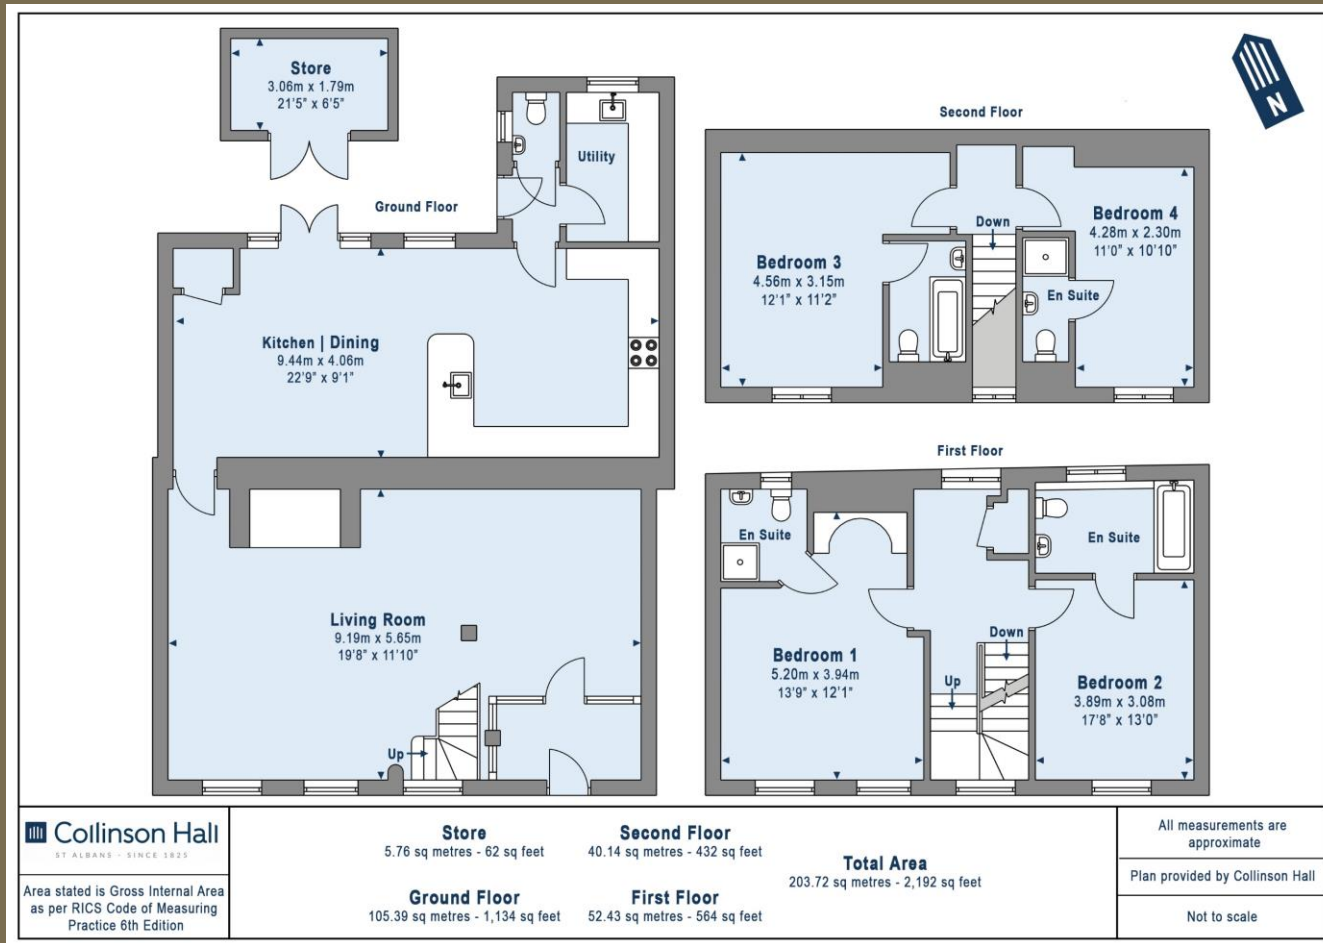 Store
3.06m x 1.79m
21'5" x 6'5"
N
Second Floor
Utility
Ground Floor
Bedroom 3
4.56m x 3.15m
12'1" x 11'2"
Down
Bedroom 4
4.28m x 2.30m
11'0" x 10'10"
En Suite
Kitchen | Dining
9.44m x 4.06m
22'9" x 9'1"
First Floor
En Suite
En Suite
Living Room
9.19m x 5.65m
19'8" x 11'10"
Up
Bedroom 1
5.20m x 3.94m
13'9" x 12'1"
Down
Up
Bedroom 2
3.89m x 3.08m
17'8" x 13'0"
Collinson Hall
ST ALBANS - SINCE 1825
Area stated is Gross Internal Area
as per RICS Code of Measuring
Practice 6th Edition
Store
5.76 sq metres - 62 sq feet
Second Floor
40.14 sq metres - 432 sq feet
Ground Floor
105.39 sq metres - 1,134 sq feet
First Floor
52.43 sq metres - 564 sq feet
Total Area
203.72 sq metres - 2,192 sq feet
All measurements are
approximate
Plan provided by Collinson Hall
Not to scale